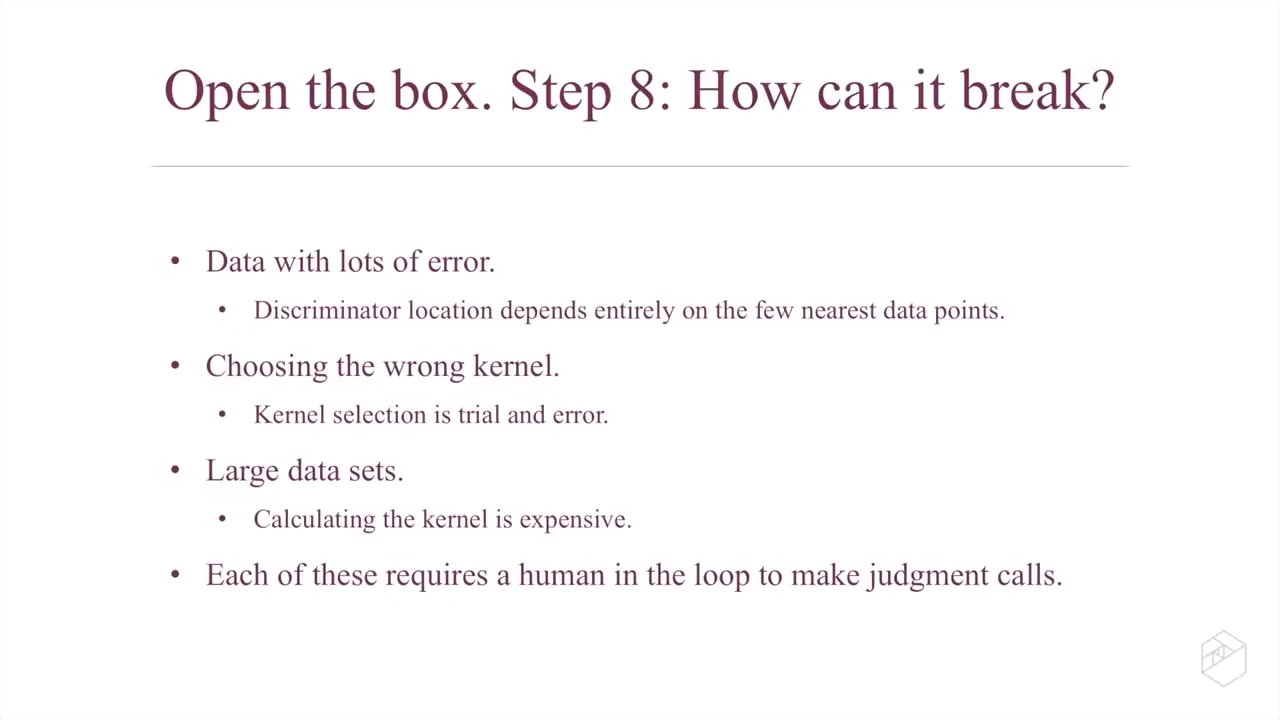 Open the box. Step 8: How can it break?
• Data with lots of error.
• Discriminator location depends entirely on the few nearest data points.
• Choosing the wrong kernel.
• Kernel selection is trial and error.
• Large data sets.
• Calculating the kernel is expensive.
• Each of these requires a human in the loop to make judgment calls.